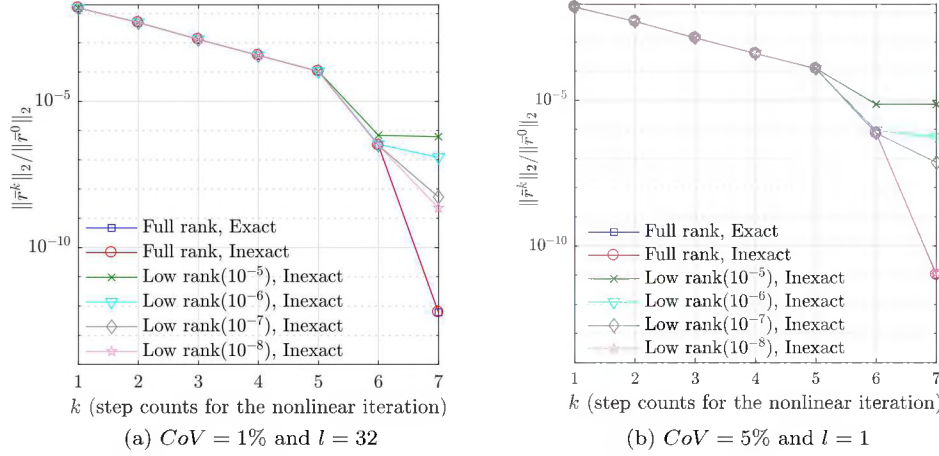 10^{-5}
10^{-10}
\|\bar{r}^k\|_2/\|\bar{r}^0\|_2
Full rank, Exact
Full rank, Inexact
Low rank(10^{-5}), Inexact
Low rank(10^{-6}), Inexact
Low rank(10^{-7}), Inexact
Low rank(10^{-8}), Inexact
1 2 3 4 5 6 7
k (step counts for the nonlinear iteration)
(a) CoV = 1% and l = 32
10^{-5}
10^{-10}
\|\bar{r}^k\|_2/\|\bar{r}^0\|_2
Full rank, Exact
Full rank, Inexact
Low rank(10^{-5}), Inexact
Low rank(10^{-6}), Inexact
Low rank(10^{-7}), Inexact
Low rank(10^{-8}), Inexact
1 2 3 4 5 6 7
k (step counts for the nonlinear iteration)
(b) CoV = 5% and l = 1